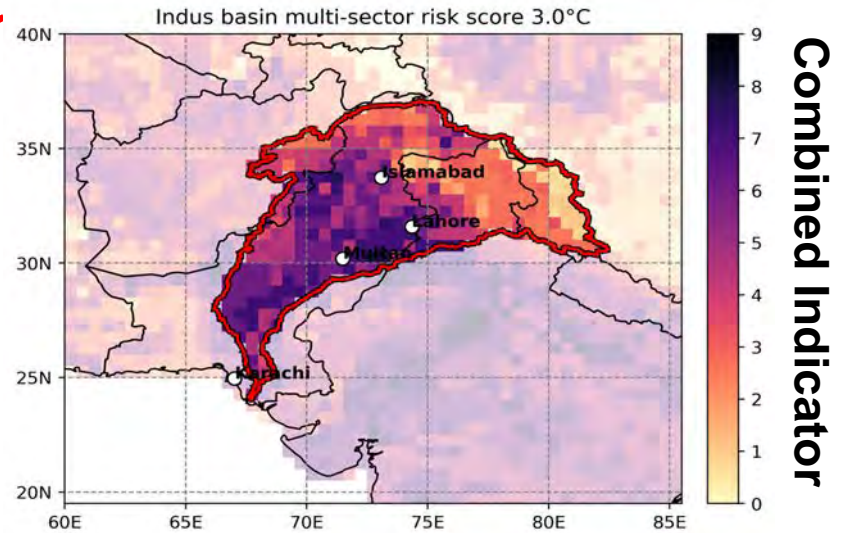 Indus basin multi-sector risk score 3.0°C
40N
35N
30N
25N
20N
60E
65E
70E
75E
80E
85E
Islamabad
Lahore
Multan
Karachi
9
8
7
6
5
4
3
2
1
0
Combined Indicator